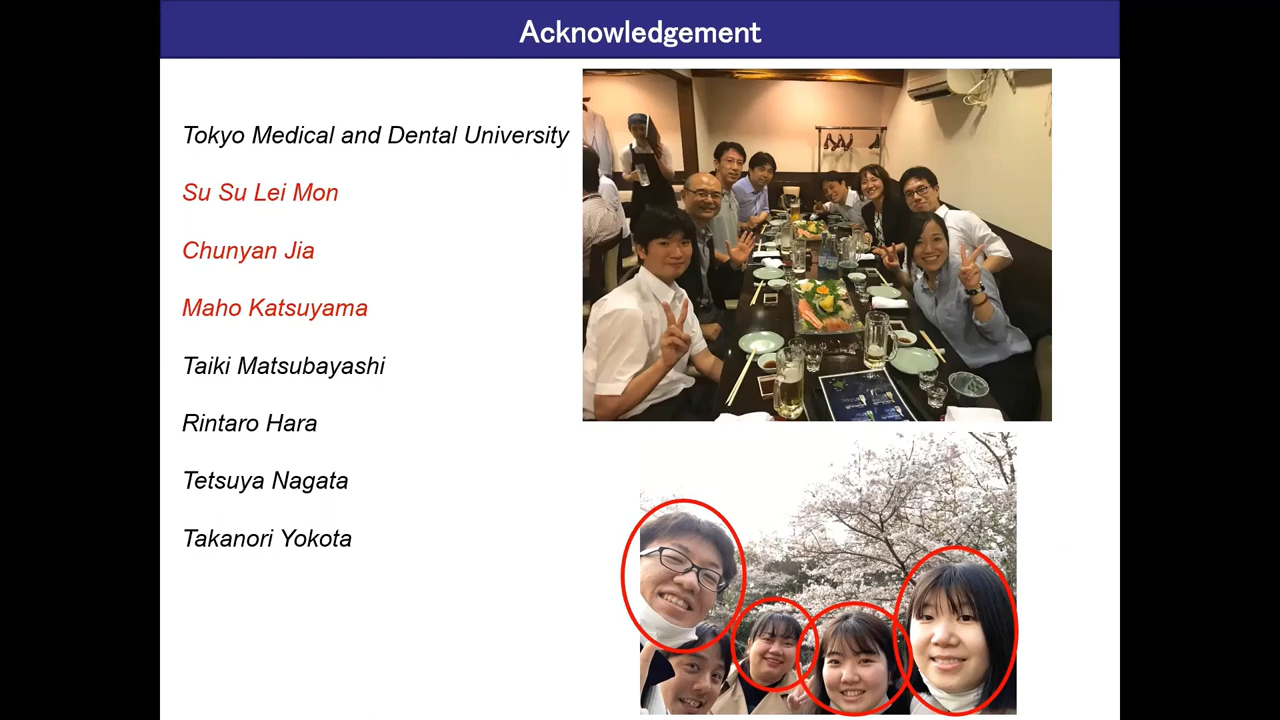 Acknowledgement
Tokyo Medical and Dental University
Su Su Lei Mon
Chunyan Jia
Maho Katsuyama
Taiki Matsubayashi
Rintaro Hara
Tetsuya Nagata
Takanori Yokota